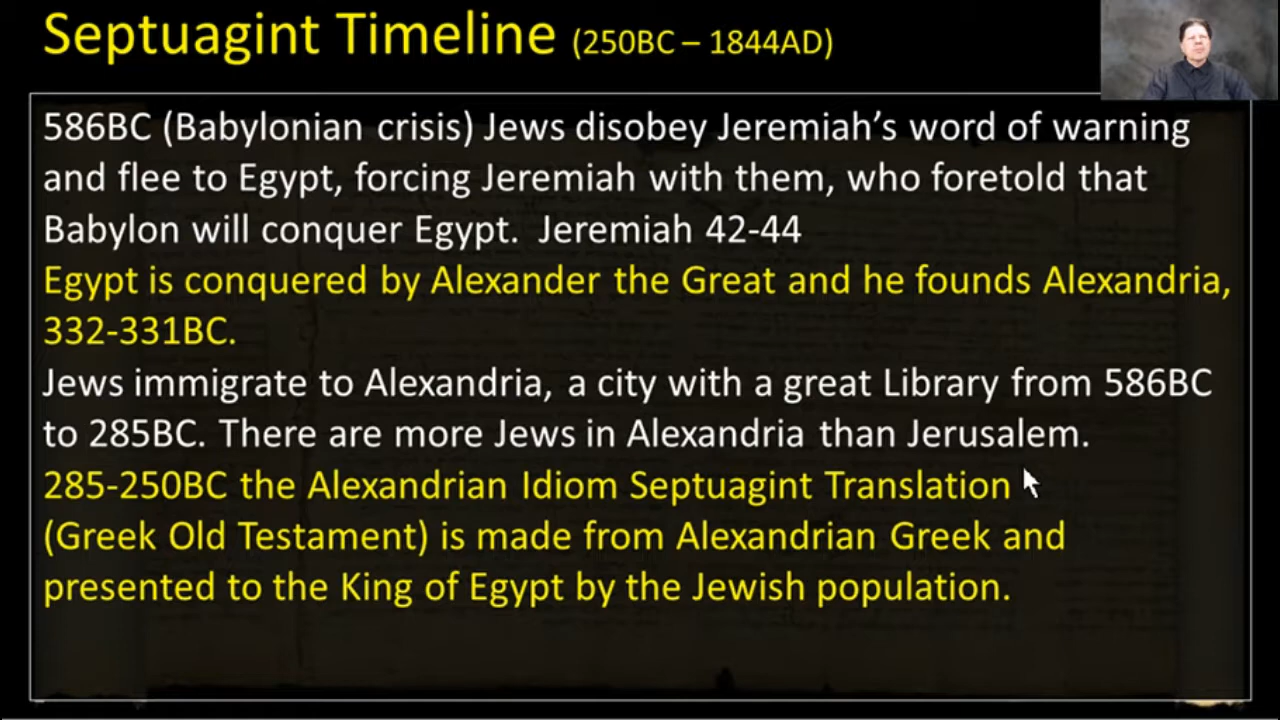 Septuagint Timeline (250BC – 1844AD)
586BC (Babylonian crisis) Jews disobey Jeremiah’s word of warning
and flee to Egypt, forcing Jeremiah with them, who foretold that
Babylon will conquer Egypt.  Jeremiah 42-44
Egypt is conquered by Alexander the Great and he founds Alexandria,
332-331BC.
Jews immigrate to Alexandria, a city with a great Library from 586BC
to 285BC.  There are more Jews in Alexandria than Jerusalem.
285-250BC the Alexandrian Idiom Septuagint Translation
(Greek Old Testament) is made from Alexandrian Greek and
presented to the King of Egypt by the Jewish population.